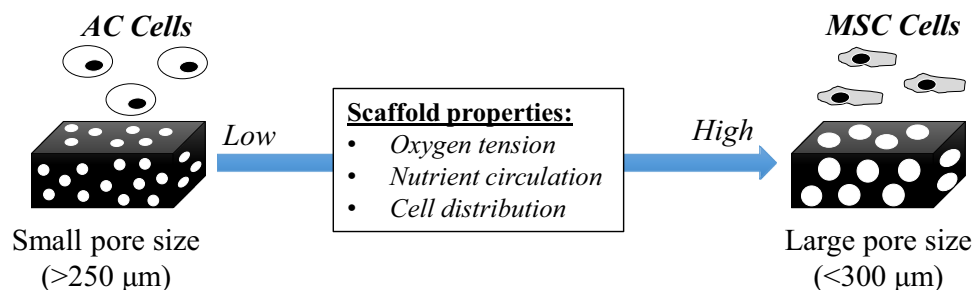 AC Cells
MSC Cells
Low
Scaffold properties:
• Oxygen tension
• Nutrient circulation
• Cell distribution
High
Small pore size
(>250 µm)
Large pore size
(<300 µm)